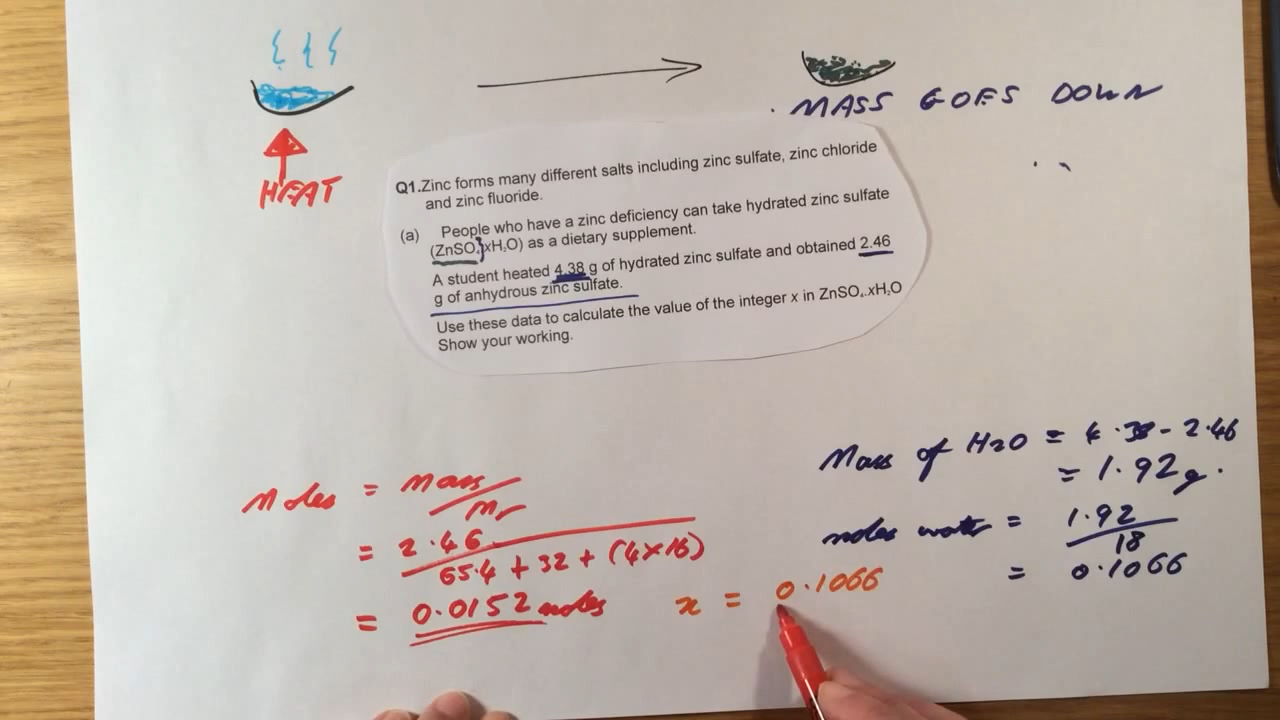 MASS GOES DOWN
HEAT
Q1.Zinc forms many different salts including zinc sulfate, zinc chloride
and zinc fluoride.
(a) People who have a zinc deficiency can take hydrated zinc sulfate
(ZnSO₄.xH₂O) as a dietary supplement.
A student heated 4.38 g of hydrated zinc sulfate and obtained 2.46
g of anhydrous zinc sulfate.
Use these data to calculate the value of the integer x in ZnSO₄.xH₂O
Show your working.
Mass of H2O = 4.38 - 2.46
= 1.92g.
moles water = 1.92
18
= 0.1066
Moles = mass
Mr
= 2.46
65.4 + 32 + (4x16)
= 0.0152 moles
x = 0.1066